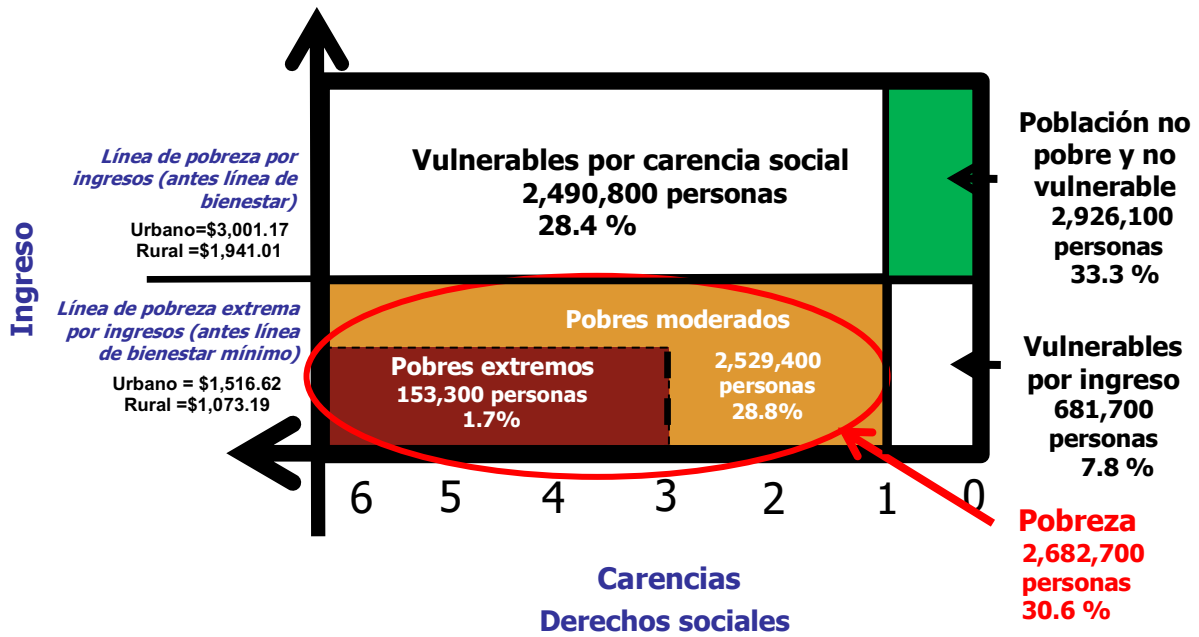 Ingreso
Línea de pobreza por
ingresos (antes línea de
bienestar)
Urbano=$3,001.17
Rural =$1,941.01
Línea de pobreza extrema
por ingresos (antes línea
de bienestar mínimo)
Urbano = $1,516.62
Rural =$1,073.19
Vulnerables por carencia social
2,490,800 personas
28.4 %
Pobres moderados
2,529,400
personas
28.8%
Pobres extremos
153,300 personas
1.7%
Población no
pobre y no
vulnerable
2,926,100
personas
33.3 %
Vulnerables
por ingreso
681,700
personas
7.8 %
Pobreza
2,682,700
personas
30.6 %
6 5 4 3 2 1 0
Carencias
Derechos sociales